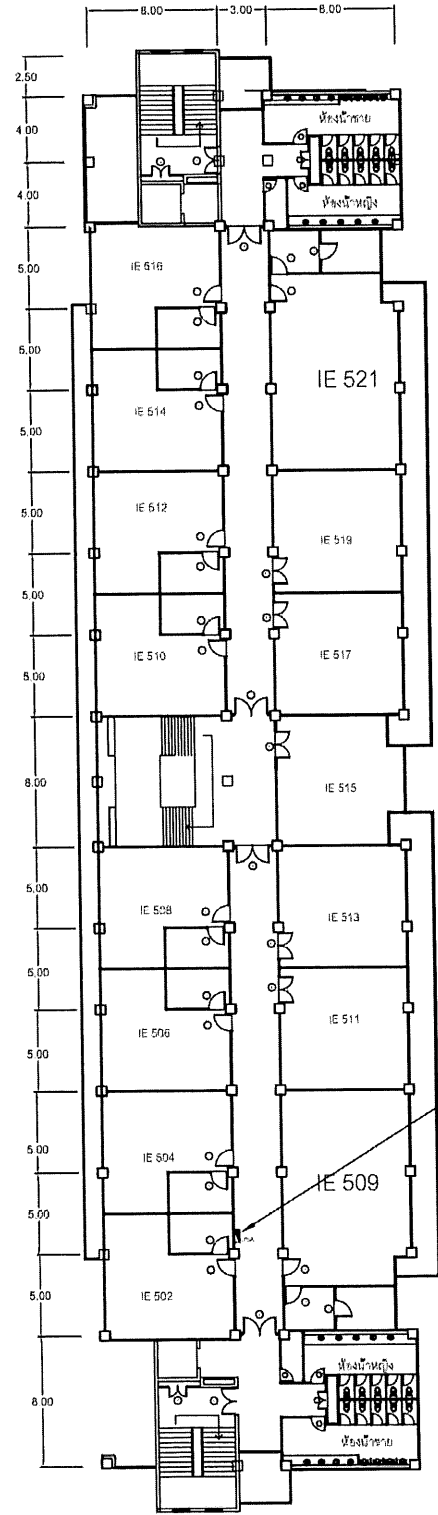 8.00 3.00 8.00
2.50
4.00
ห้องน้ำชาย
4.00
ห้องน้ำหญิง
5.00
IE 516
5.00
IE 521
IE 514
5.00
5.00
IE 512
IE 519
5.00
5.00
IE 510
IE 517
8.00
IE 515
5.00
IE 508
IE 513
5.00
IE 506
IE 511
5.00
5.00
IE 504
IE 509
5.00
IE 502
5.00
ห้องน้ำหญิง
8.00
ห้องน้ำชาย